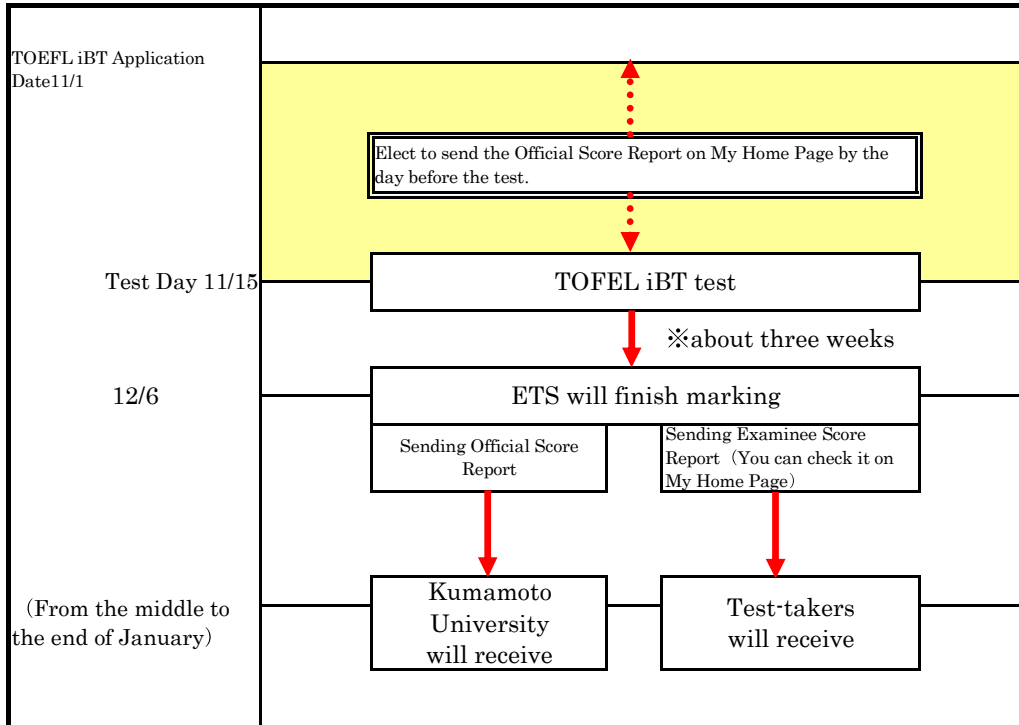 TOEFL iBT Application
Date11/1
Elect to send the Official Score Report on My Home Page by the
day before the test.
Test Day 11/15
TOFEL iBT test
※about three weeks
12/6
ETS will finish marking
Sending Official Score
Report
Sending Examinee Score
Report（You can check it on
My Home Page）
（From the middle to
the end of January）
Kumamoto
University
will receive
Test-takers
will receive